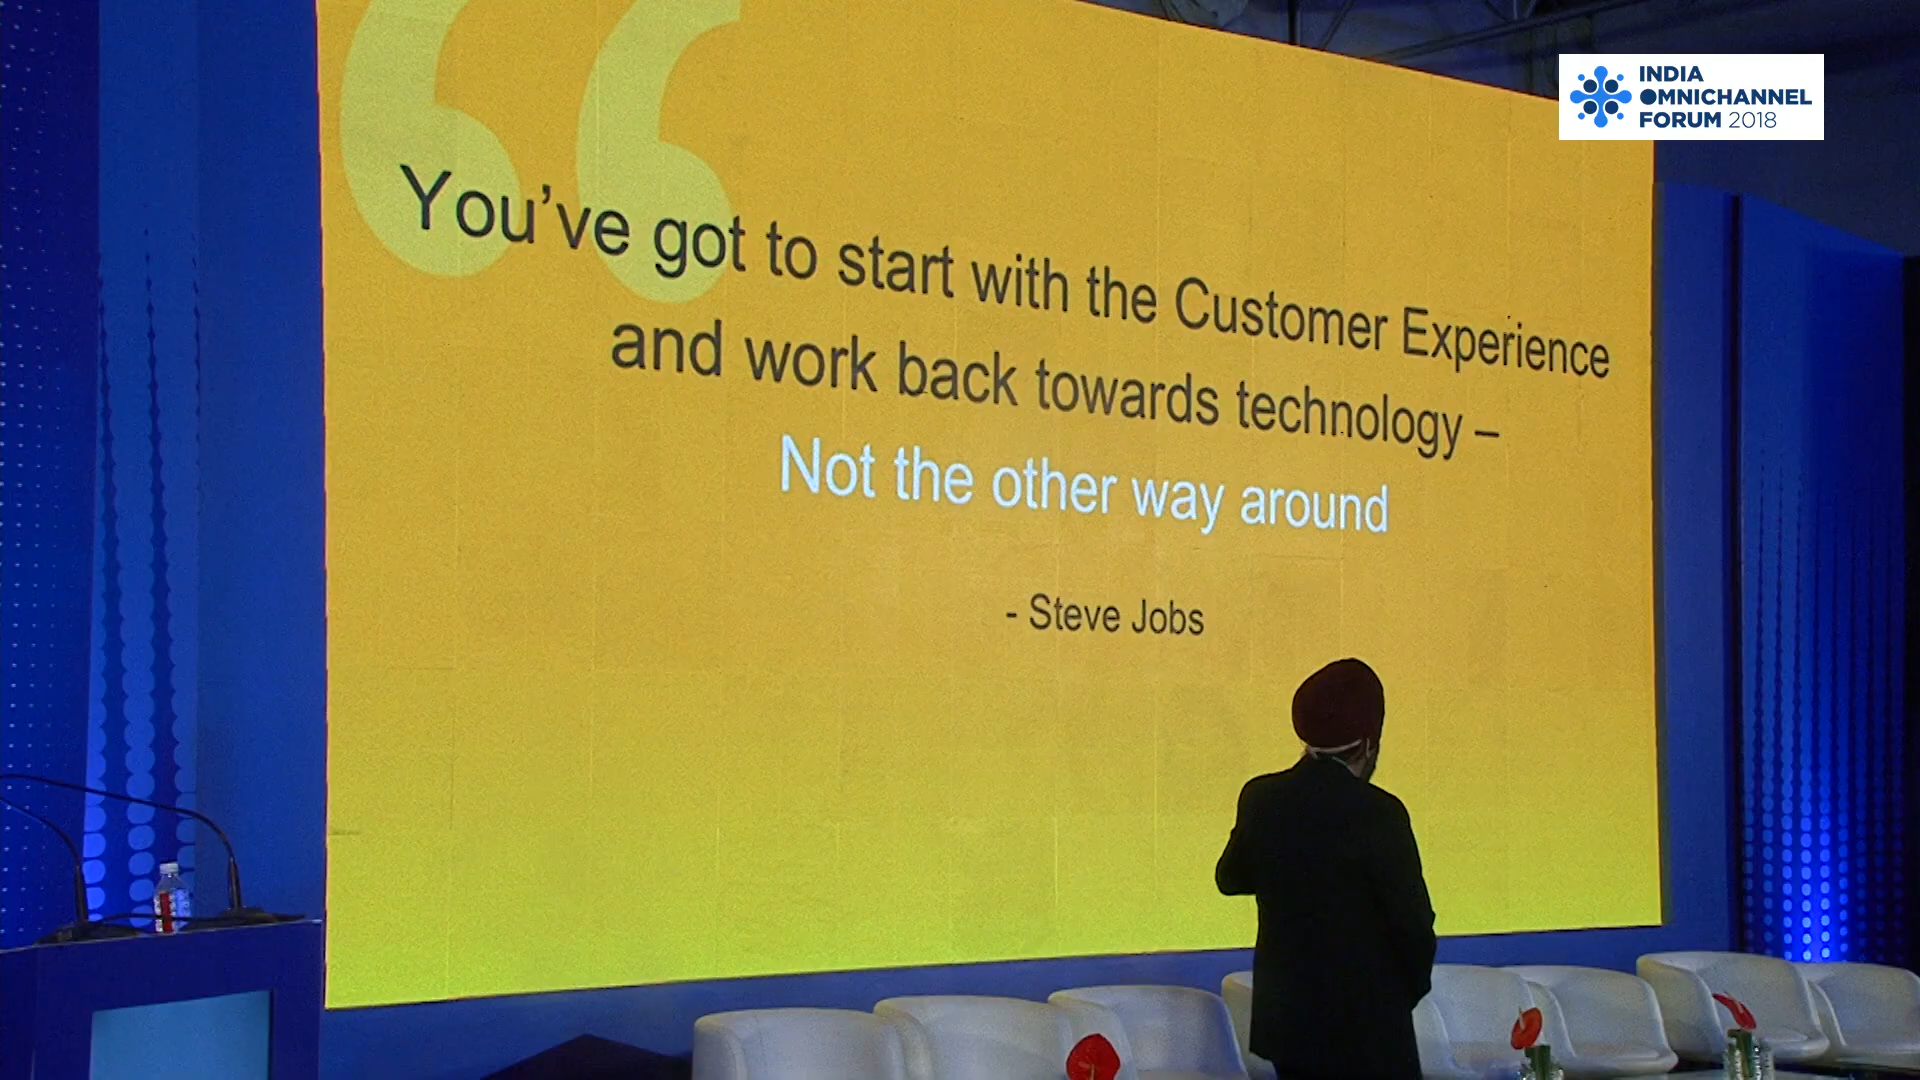 INDIA
OMNICHANNEL
FORUM 2018
You've got to start with the Customer Experience
and work back towards technology –
Not the other way around
- Steve Jobs